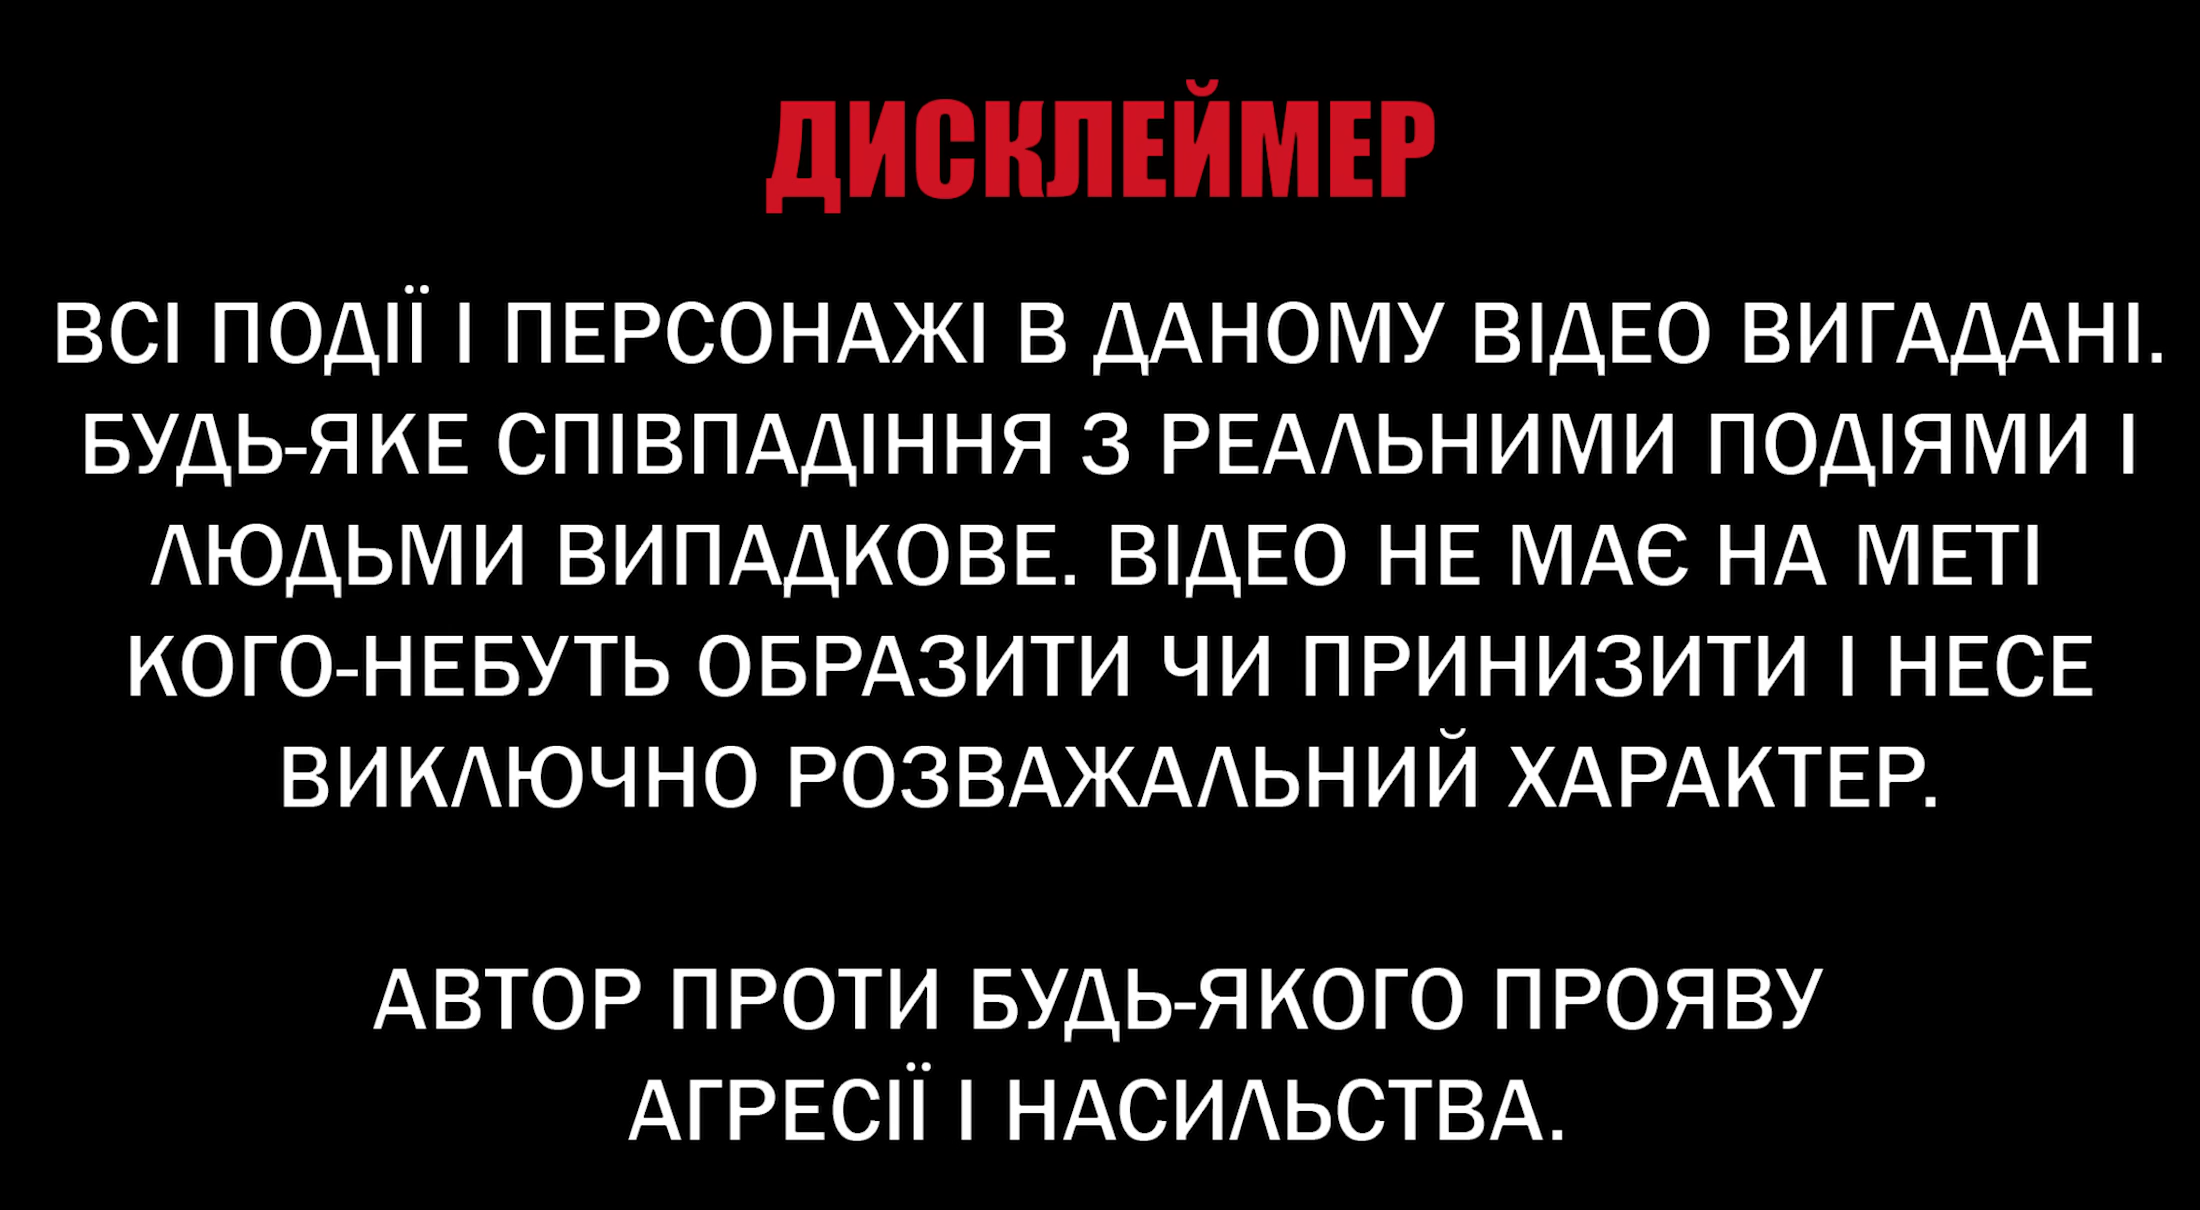 ДИСКЛЕЙМЕР
ВСІ ПОДІЇ І ПЕРСОНАЖІ В ДАНОМУ ВІДЕО ВИГАДАНІ.
БУДЬ-ЯКЕ СПІВПАДІННЯ З РЕАЛЬНИМИ ПОДІЯМИ І
ЛЮДЬМИ ВИПАДКОВЕ. ВІДЕО НЕ МАЄ НА МЕТІ
КОГО-НЕБУТЬ ОБРАЗИТИ ЧИ ПРИНИЗИТИ І НЕСЕ
ВИКЛЮЧНО РОЗВАЖАЛЬНИЙ ХАРАКТЕР.
АВТОР ПРОТИ БУДЬ-ЯКОГО ПРОЯВУ
АГРЕСІЇ І НАСИЛЬСТВА.